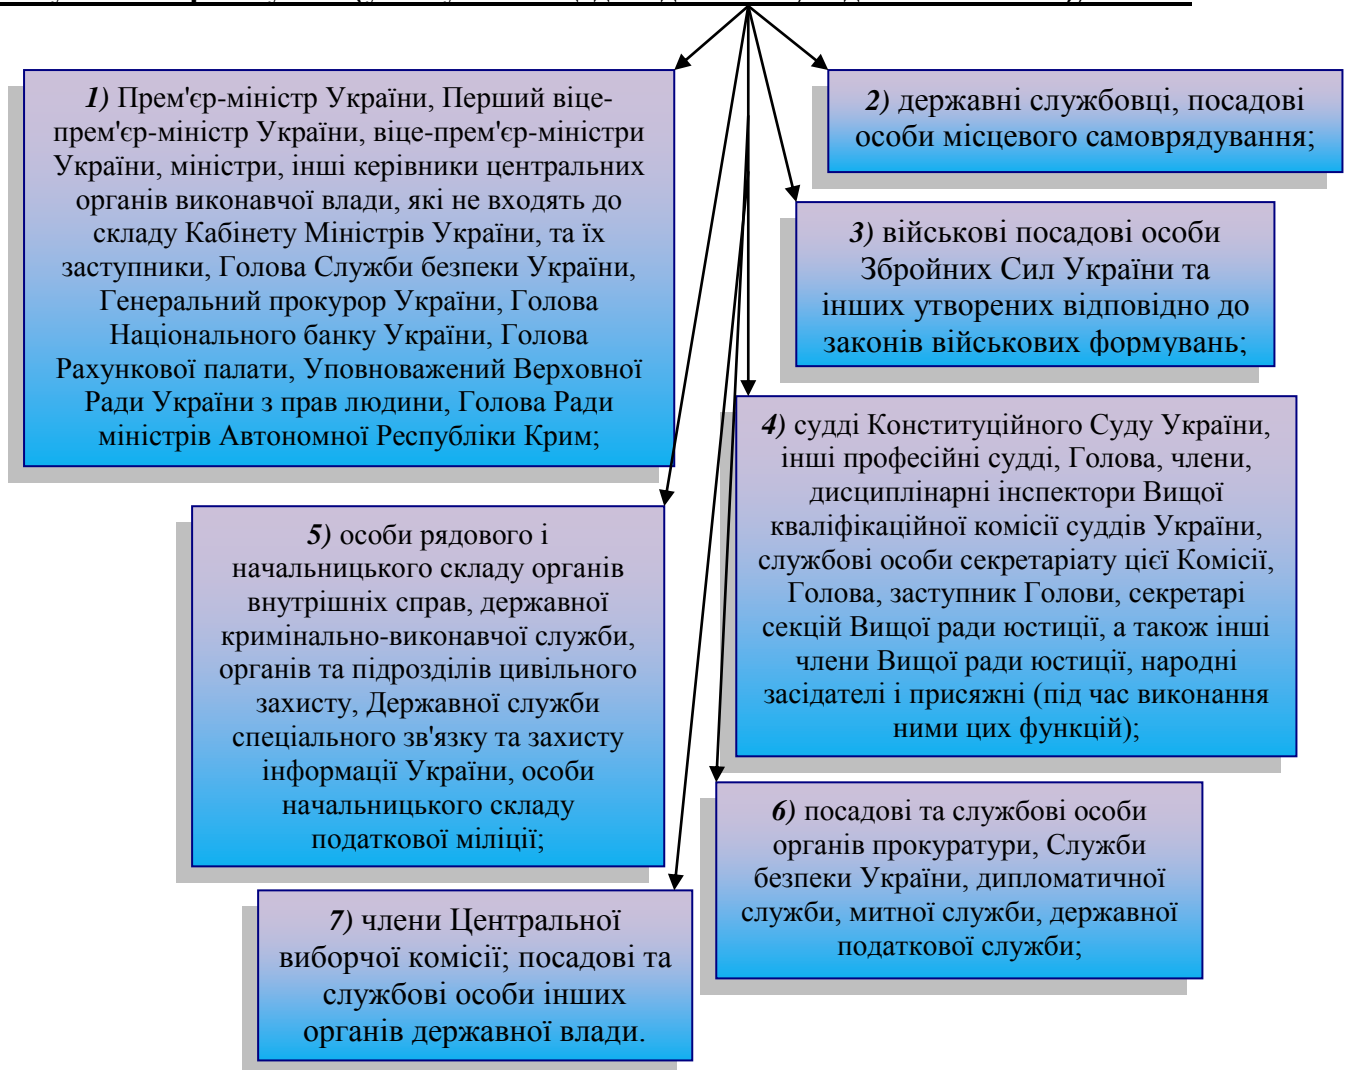 1) Прем'єр-міністр України, Перший віце-
прем'єр-міністр України, віце-прем'єр-міністри
України, міністри, інші керівники центральних
органів виконавчої влади, які не входять до
складу Кабінету Міністрів України, та їх
заступники, Голова Служби безпеки України,
Генеральний прокурор України, Голова
Національного банку України, Голова
Рахункової палати, Уповноважений Верховної
Ради України з прав людини, Голова Ради
міністрів Автономної Республіки Крим;
2) державні службовці, посадові
особи місцевого самоврядування;
3) військові посадові особи
Збройних Сил України та
інших утворених відповідно до
законів військових формувань;
4) судді Конституційного Суду України,
інші професійні судді, Голова, члени,
дисциплінарні інспектори Вищої
кваліфікаційної комісії суддів України,
службові особи секретаріату цієї Комісії,
Голова, заступник Голови, секретарі
секцій Вищої ради юстиції, а також інші
члени Вищої ради юстиції, народні
засідателі і присяжні (під час виконання
ними цих функцій);
5) особи рядового і
начальницького складу органів
внутрішніх справ, державної
кримінально-виконавчої служби,
органів та підрозділів цивільного
захисту, Державної служби
спеціального зв'язку та захисту
інформації України, особи
начальницького складу
податкової міліції;
6) посадові та службові особи
органів прокуратури, Служби
безпеки України, дипломатичної
служби, митної служби, державної
податкової служби;
7) члени Центральної
виборчої комісії; посадові та
службові особи інших
органів державної влади.